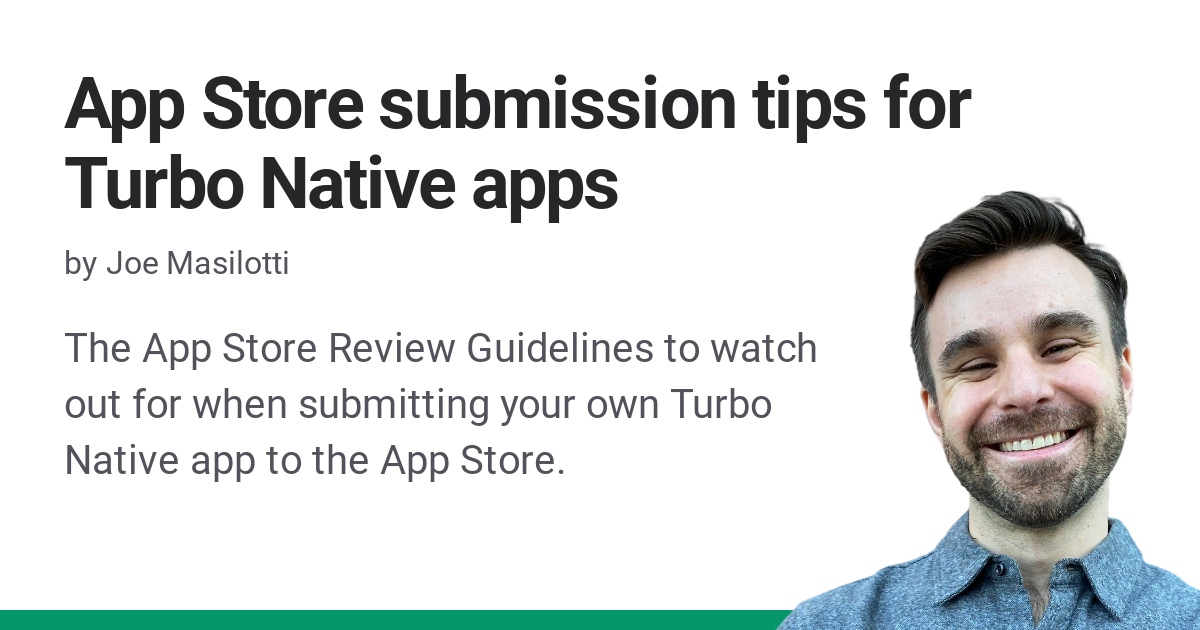 App Store submission tips for
Turbo Native apps
by Joe Masilotti
The App Store Review Guidelines to watch
out for when submitting your own Turbo
Native app to the App Store.